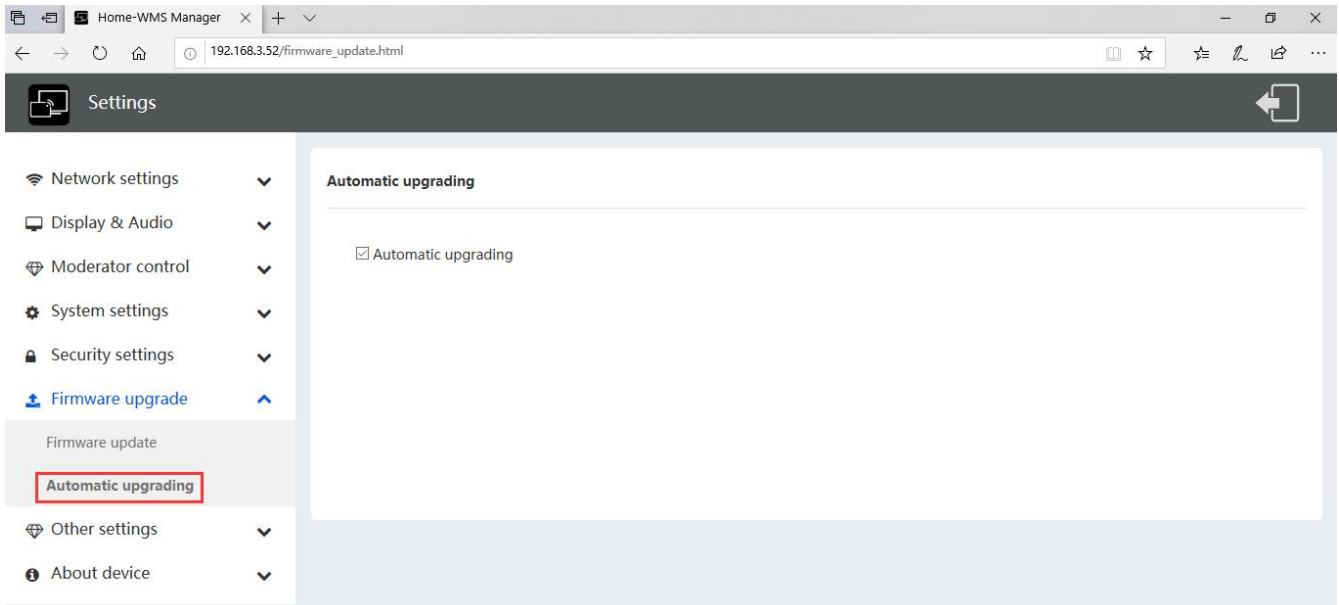 Home-WMS Manager
192.168.3.52/firmware_update.html
Settings
Network settings
Display & Audio
Moderator control
System settings
Security settings
Firmware upgrade
Firmware update
Automatic upgrading
Other settings
About device
Automatic upgrading
Automatic upgrading